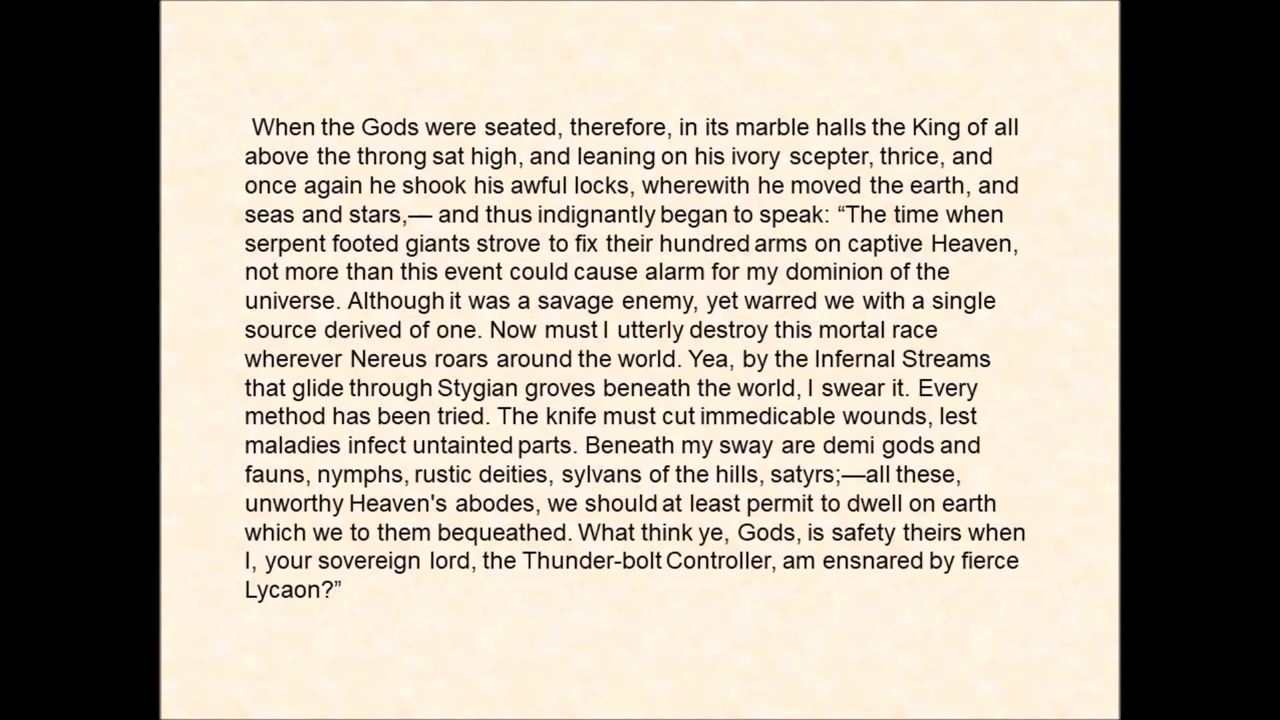 When the Gods were seated, therefore, in its marble halls the King of all
above the throng sat high, and leaning on his ivory scepter, thrice, and
once again he shook his awful locks, wherewith he moved the earth, and
seas and stars,— and thus indignantly began to speak: “The time when
serpent footed giants strove to fix their hundred arms on captive Heaven,
not more than this event could cause alarm for my dominion of the
universe. Although it was a savage enemy, yet warred we with a single
source derived of one. Now must I utterly destroy this mortal race
wherever Nereus roars around the world. Yea, by the Infernal Streams
that glide through Stygian groves beneath the world, I swear it. Every
method has been tried. The knife must cut immedicable wounds, lest
maladies infect untainted parts. Beneath my sway are demi gods and
fauns, nymphs, rustic deities, sylvans of the hills, satyrs;—all these,
unworthy Heaven's abodes, we should at least permit to dwell on earth
which we to them bequeathed. What think ye, Gods, is safety theirs when
I, your sovereign lord, the Thunder-bolt Controller, am ensnared by fierce
Lycaon?”